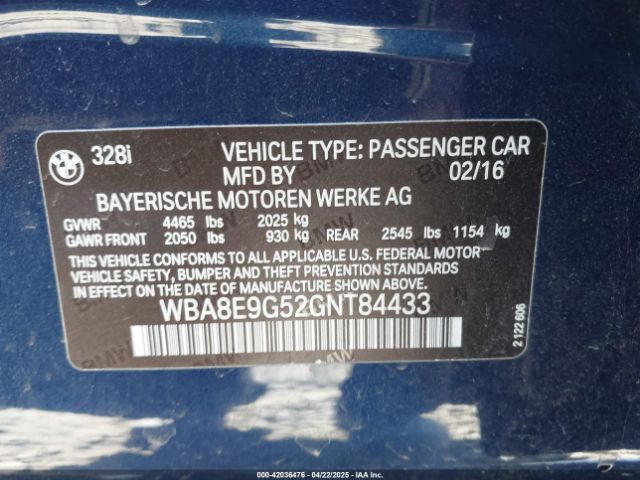 BMW 328i VEHICLE TYPE: PASSENGER CAR
MFD BY 02/16
BAYERISCHE MOTOREN WERKE AG
GVWR 4465 lbs 2025 kg
GAWR FRONT 2050 lbs 930 kg REAR 2545 lbs 1154 kg
THIS VEHICLE CONFORMS TO ALL APPLICABLE U.S. FEDERAL MOTOR
VEHICLE SAFETY, BUMPER AND THEFT PREVENTION STANDARDS IN
EFFECT ON THE DATE OF MANUFACTURE SHOWN ABOVE.
WBA8E9G52GNT84433
2 122 606
000-42036476 - 04/22/2025 - IAA Inc.